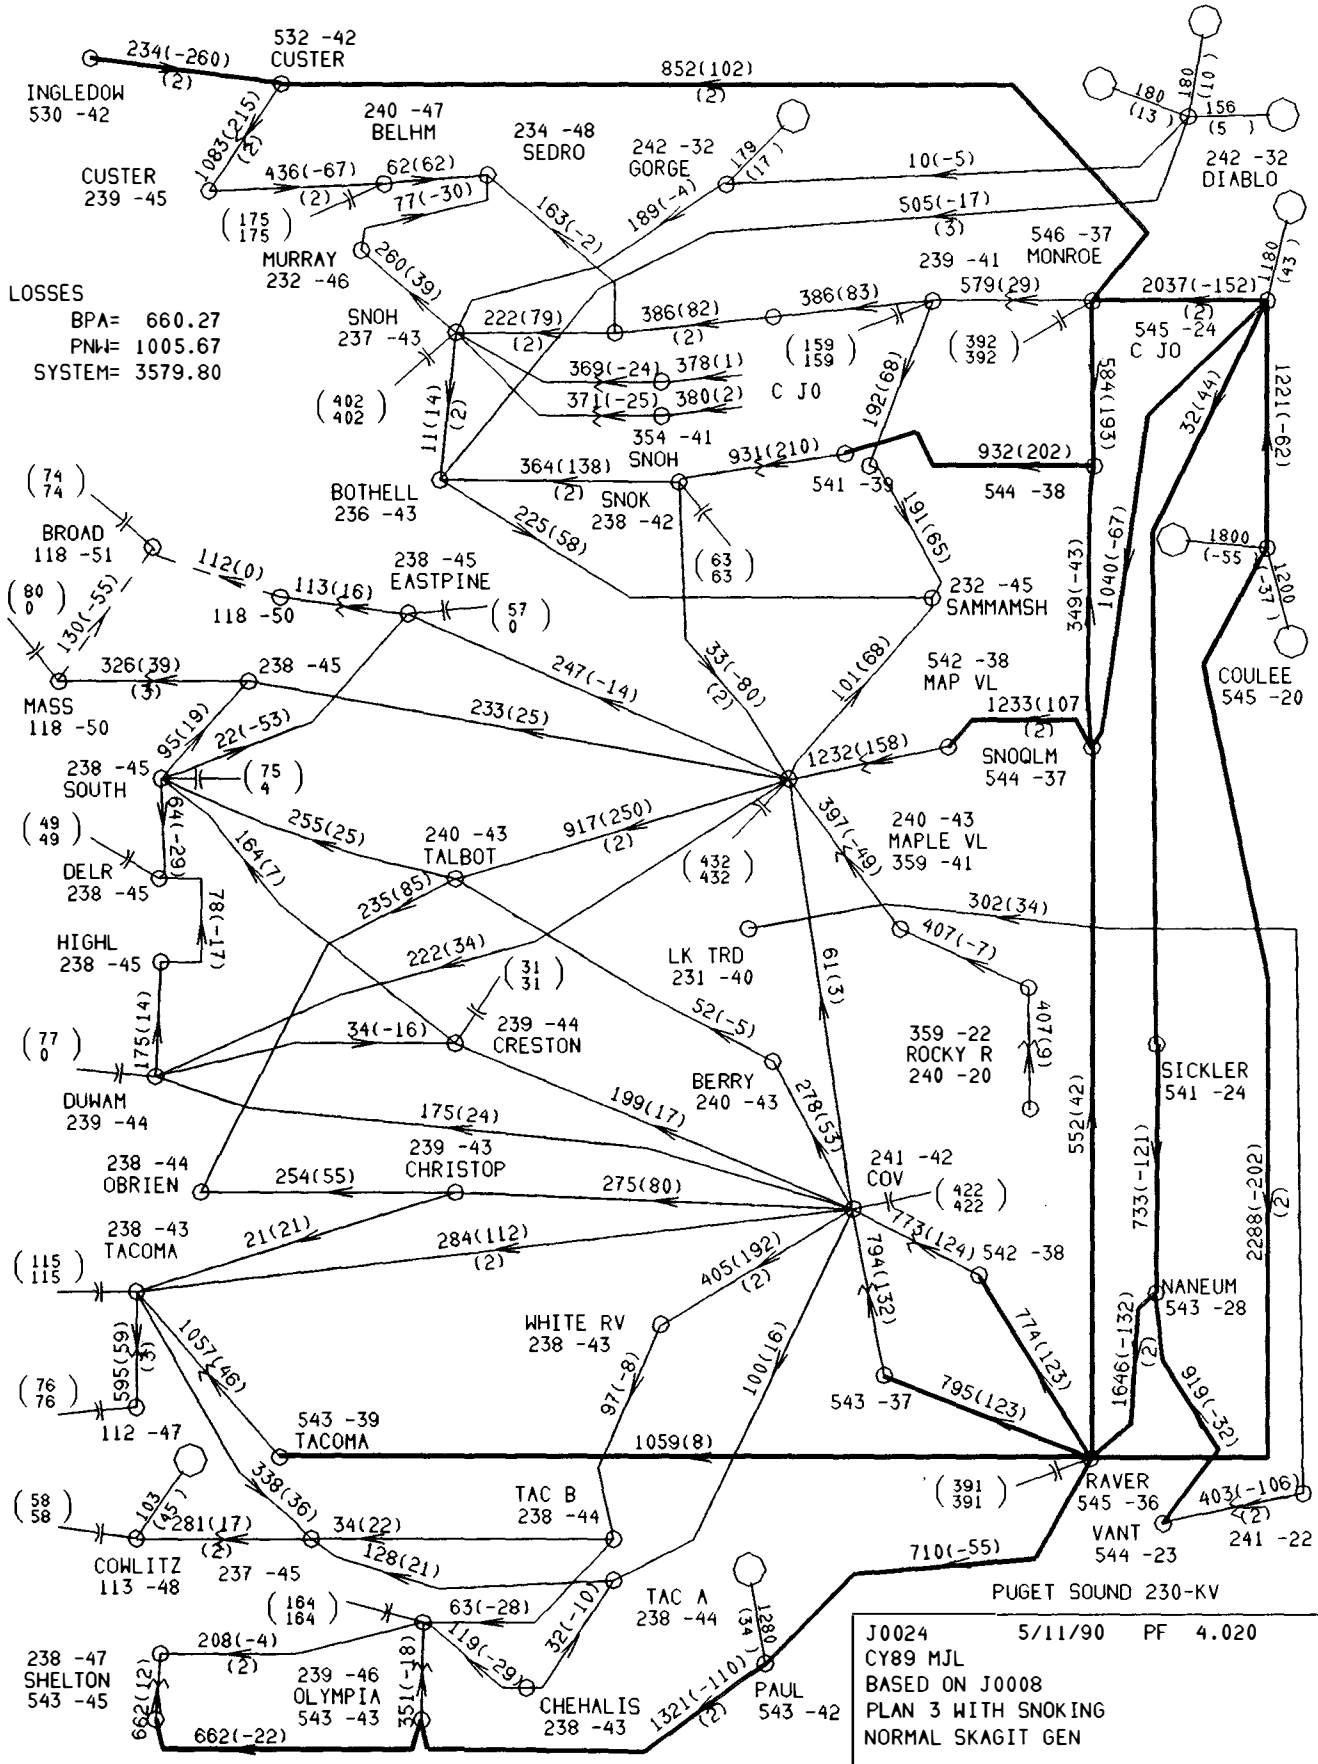 532 -42
CUSTER
234(-260)
(2)
INGLEDOW
530 -42
852(102)
(2)
180
(10 )
180
(13 )
156
(5 )
242 -32
DIABLO
240 -47
BELHM
234 -48
SEDRO
242 -32
GORGE
179
(17 )
10(-5)
1083(215)
(2)
CUSTER
239 -45
436(-67)
(2)
62(62)
77(-30)
( 175 )
175
163(-2)
189(-4)
505(-17)
(3)
MURRAY
232 -46
260(39)
239 -41
546 -37
MONROE
1180
(43 )
LOSSES
BPA= 660.27
PNW= 1005.67
SYSTEM= 3579.80
SNOH
237 -43
222(79)
(2)
386(82)
(2)
386(83)
579(29)
2037(-152)
(2)
545 -24
C JO
( 159 )
159
( 392 )
392
( 402 )
402
369(-24)
378(1)
C JO
371(-25)
380(2)
354 -41
SNOH
11(14)
(2)
192(68)
584(193)
32(44)
1221(-62)
( 74 )
74
BROAD
118 -51
BOTHELL
236 -43
364(138)
(2)
SNOK
238 -42
931(210)
541 -39
932(202)
544 -38
225(58)
191(65)
( 63 )
63
1040(-67)
1800
(-55 )
1200
(-37 )
COULEE
545 -20
( 80 )
0
130(-55)
112(0)
118 -50
113(16)
238 -45
EASTPINE
( 57 )
0
232 -45
SAMMAMSH
349(-43)
326(39)
(3)
MASS
118 -50
238 -45
247(-14)
33(-80)
(2)
101(68)
542 -38
MAP VL
1233(107
(2)
95(19)
22(-53)
233(25)
1232(158)
SNOQLM
544 -37
238 -45
SOUTH
( 75 )
4
64(-29)
( 49 )
49
DELR
238 -45
255(25)
164(7)
240 -43
TALBOT
917(250)
(2)
397(-49)
240 -43
MAPLE VL
359 -41
( 432 )
432
78(-17)
235(85)
302(34)
HIGHL
238 -45
222(34)
LK TRD
231 -40
61(3)
407(-7)
( 31 )
31
( 77 )
0
175(14)
34(-16)
239 -44
CRESTON
52(-5)
359 -22
ROCKY R
240 -20
407(9)
DUWAM
239 -44
BERRY
240 -43
SICKLER
541 -24
199(17)
278(53)
175(24)
552(42)
238 -44
OBRIEN
239 -43
CHRISTOP
254(55)
275(80)
241 -42
COV
( 422 )
422
733(-121)
2288(-202)
(2)
238 -43
TACOMA
21(21)
284(112)
(2)
( 115 )
115
405(192)
(2)
794(132)
773(124)
542 -38
NANEUM
543 -28
1057(46)
WHITE RV
238 -43
595(59)
(3)
( 76 )
76
112 -47
97(-8)
100(16)
774(123)
1646(-132)
(2)
919(-32)
543 -37
795(123)
543 -39
TACOMA
1059(8)
( 391 )
391
RAVER
545 -36
403(-106)
(2)
241 -22
VANT
544 -23
338(36)
103
(45 )
( 58 )
58
281(17)
(2)
COWLITZ
113 -48
237 -45
34(22)
TAC B
238 -44
128(21)
710(-55)
TAC A
238 -44
PUGET SOUND 230-KV
( 164 )
164
63(-28)
32(-10)
1280
(34 )
208(-4)
(2)
119(-29)
238 -47
SHELTON
543 -45
662(12)
239 -46
OLYMPIA
543 -43
351(-18)
CHEHALIS
238 -43
1321(-110)
(2)
PAUL
543 -42
662(-22)
J0024 5/11/90 PF 4.020
CY89 MJL
BASED ON J0008
PLAN 3 WITH SNOKING
NORMAL SKAGIT GEN